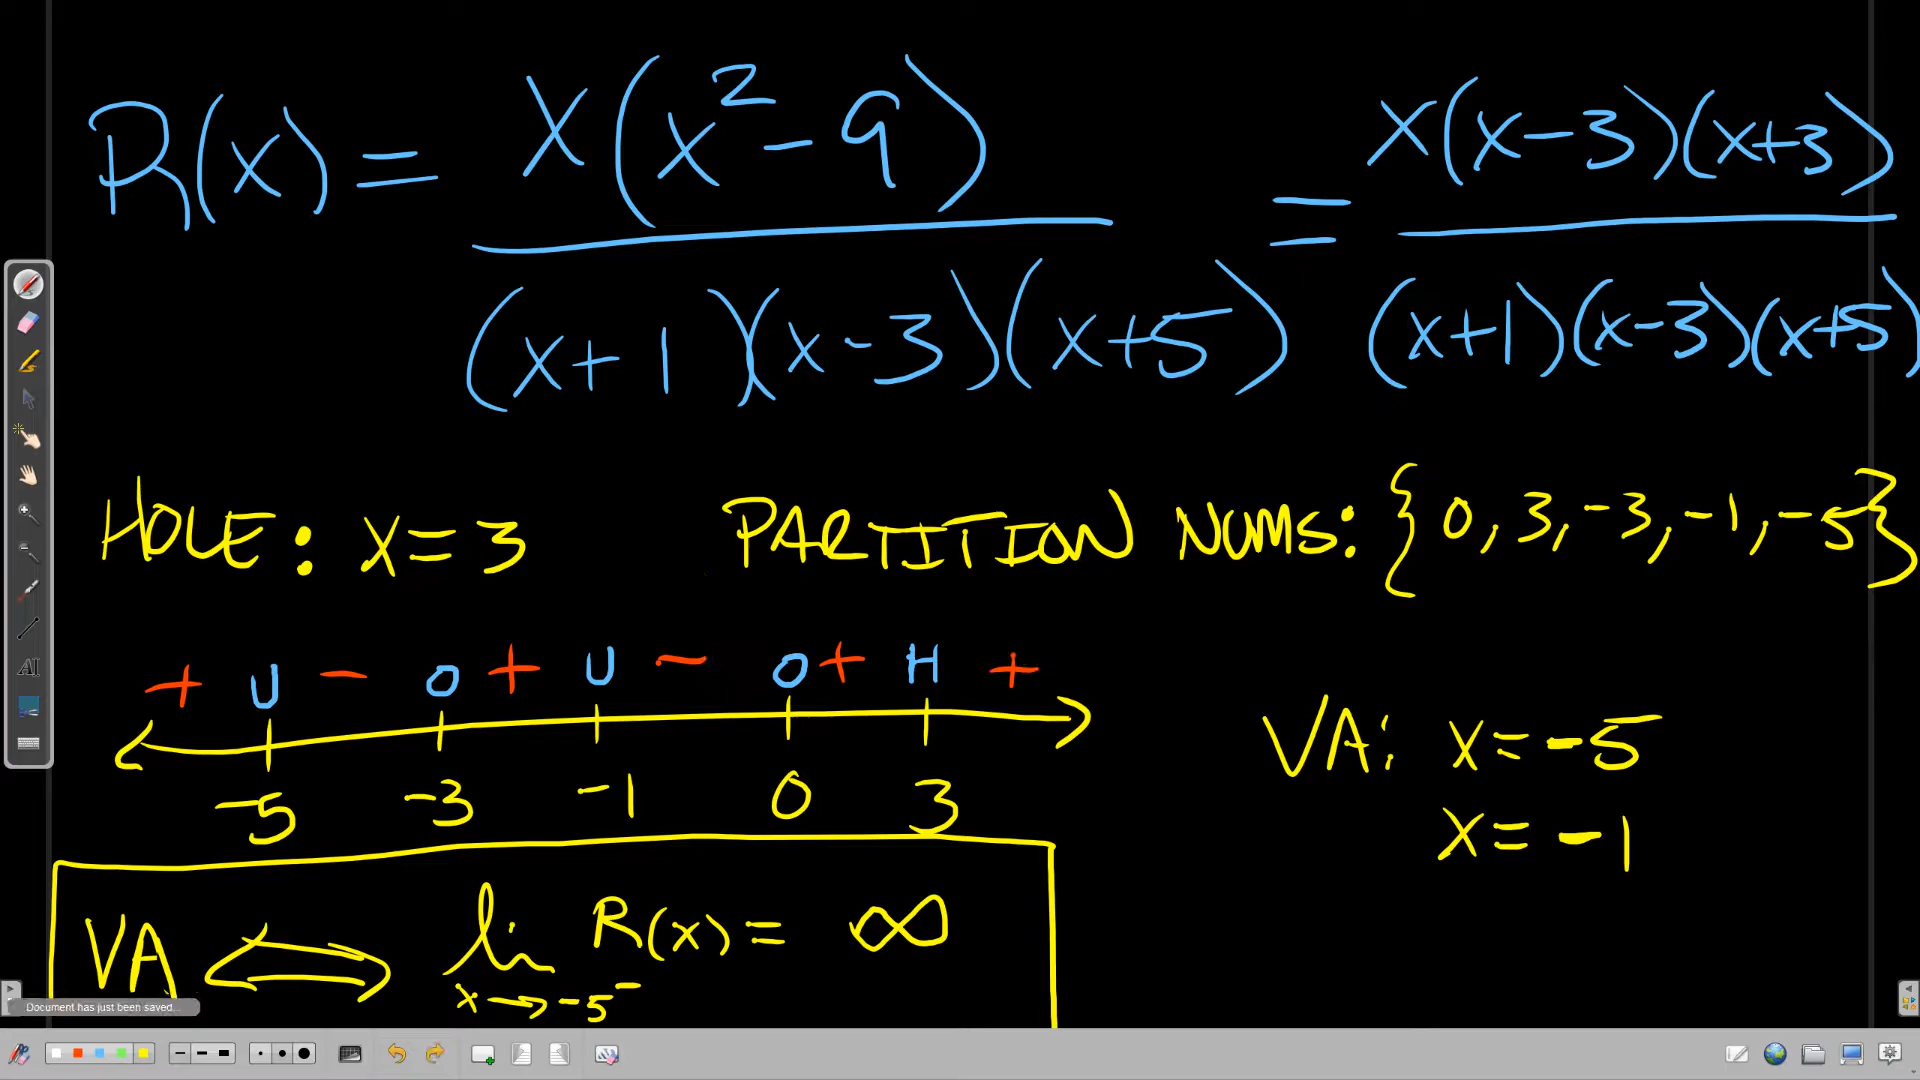 R(x) = x(x² - 9) / (x+1)(x-3)(x+5) = x(x-3)(x+3) / (x+1)(x-3)(x+5)
HOLE: x = 3 PARTITION NUMS: {0, 3, -3, -1, -5}
+ U - 0 + U - 0 + H +
-5 -3 -1 0 3
VA: x = -5
x = -1
VA ⟺ lim R(x) = ∞
x → -5⁻
Document has just been saved...
AI